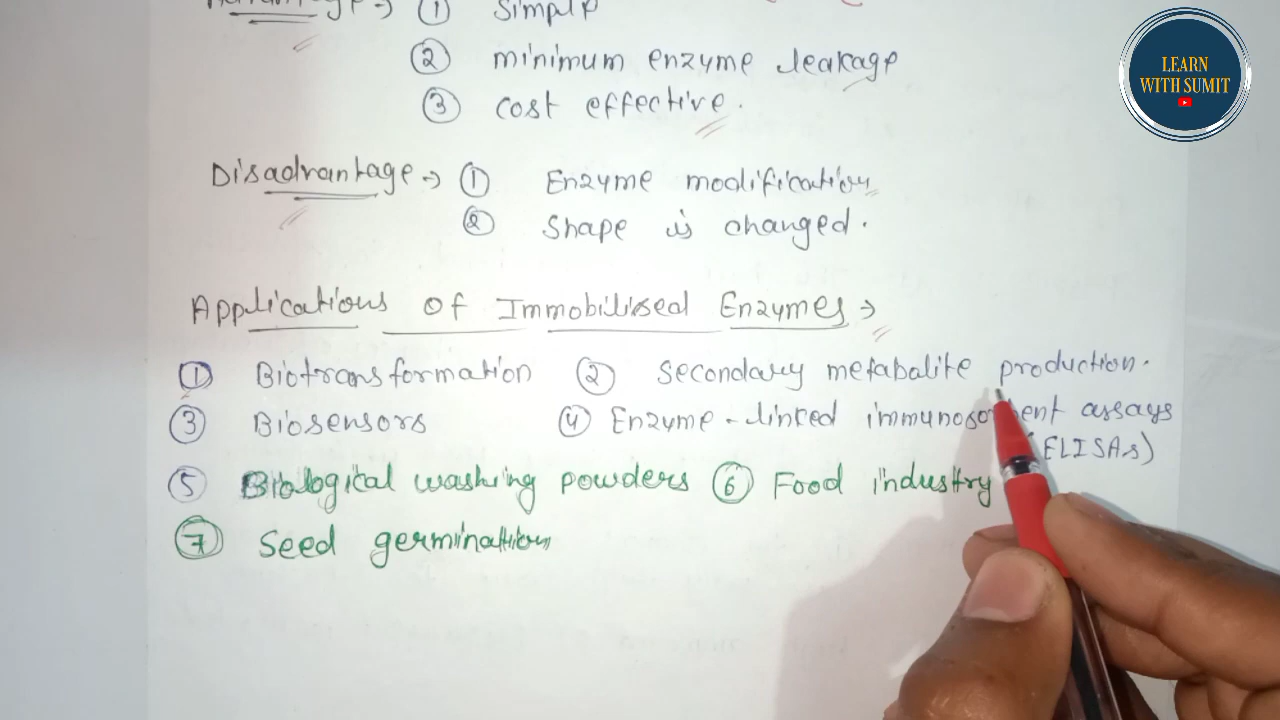 ① Simple
② minimum enzyme leakage
③ cost effective.
Disadvantage → ① Enzyme modification
② Shape is changed.
Applications of Immobilised Enzymes →
① Biotransformation ② Secondary metabalite production.
③ Biosensors ④ Enzyme-linked assays
(ELISAs)
⑤ Biological washing powders ⑥ Food industry
⑦ Seed germination
LEARN
WITH SUMIT